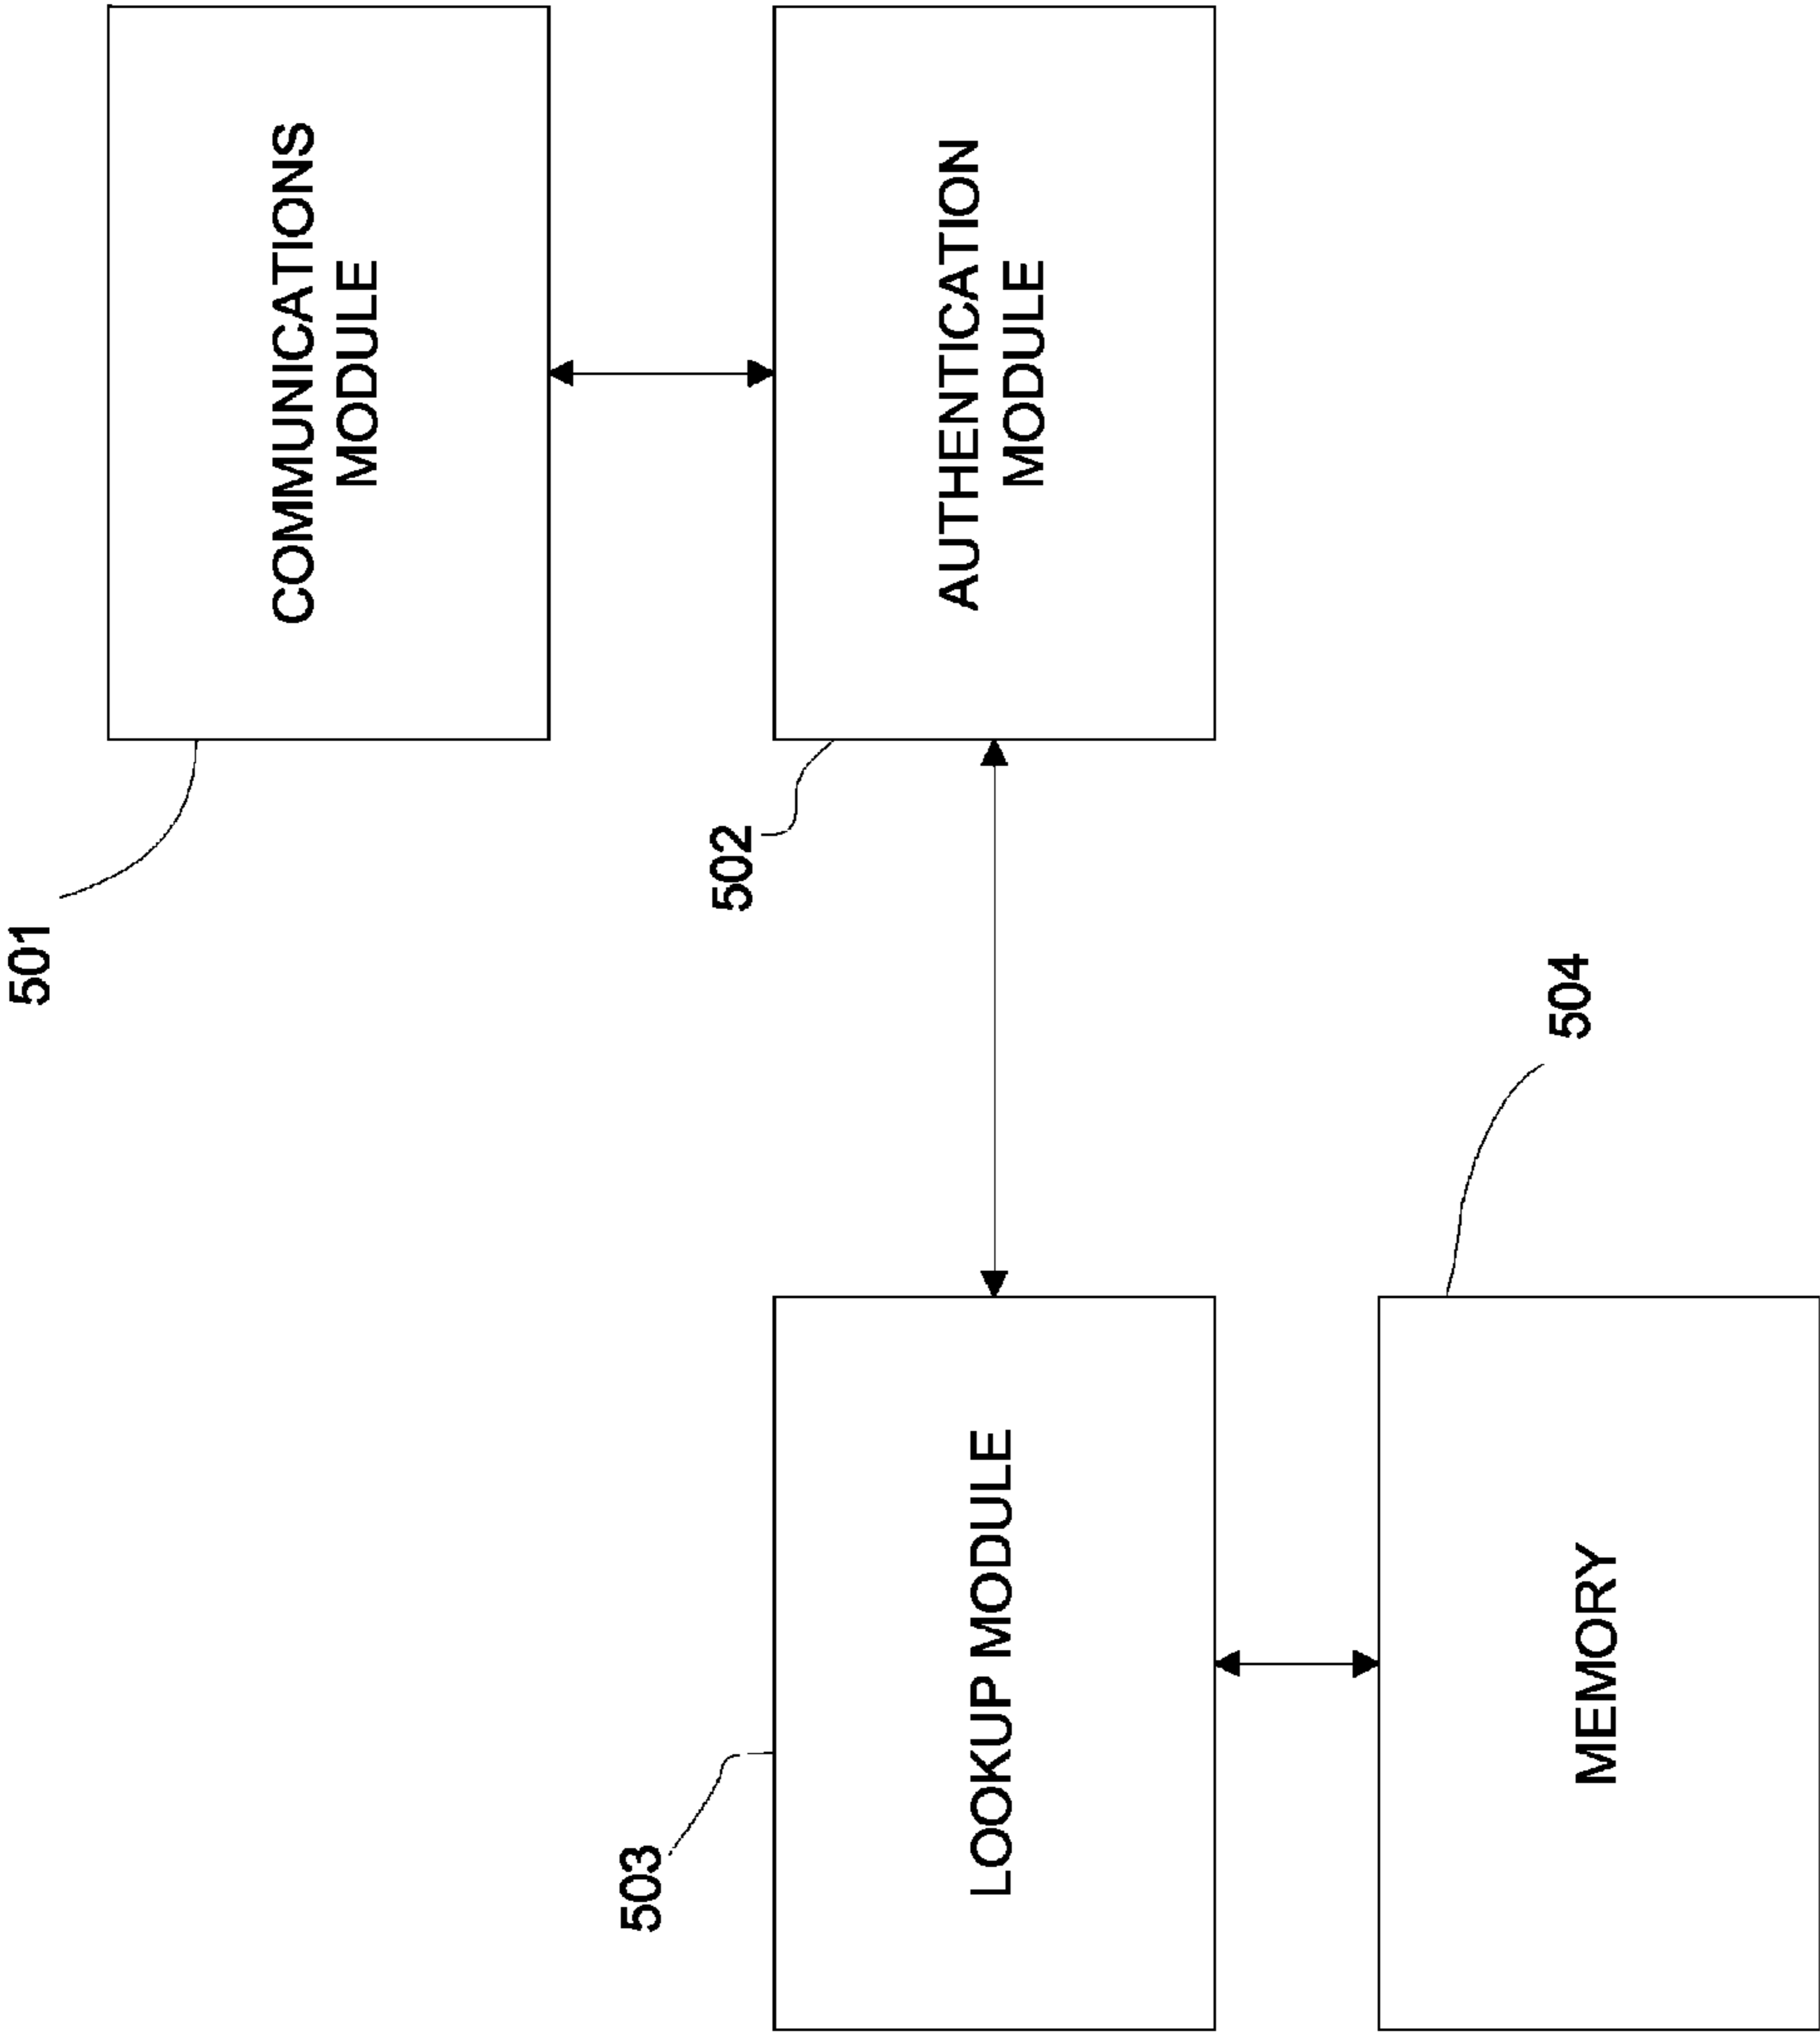 501
COMMUNICATIONS
MODULE
503
502
LOOKUP MODULE
AUTHENTICATION
MODULE
MEMORY
504